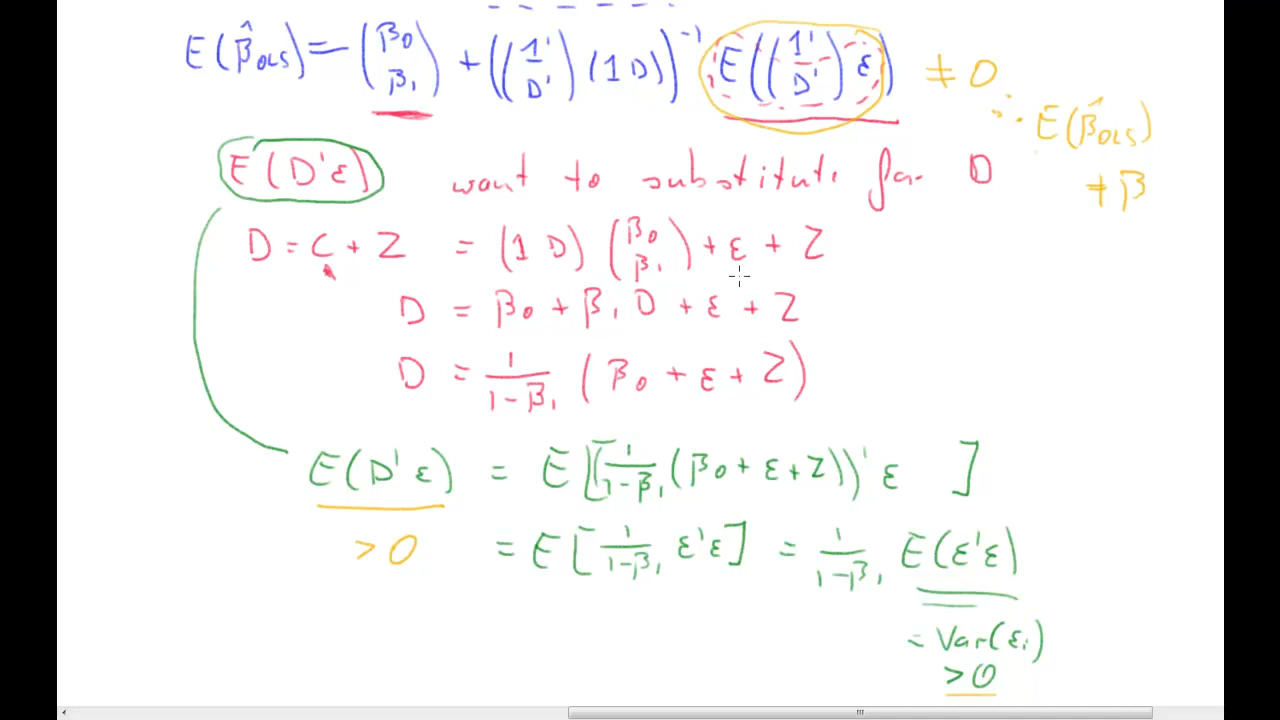 E(β̂OLS) = (β0 β1) + ((1' D')(1 D))⁻¹ E((1' D') ε) ≠ 0
∴ E(β̂OLS) ≠ β
E(D'ε) want to substitute for D
D = C + Z = (1 D)(β0 β1) + ε + Z
D = β0 + β1 D + ε + Z
D = 1/(1-β1) (β0 + ε + Z)
E(D'ε) = E[(1/(1-β1) (β0 + ε + Z))' ε]
> 0 = E[1/(1-β1) ε'ε] = 1/(1-β1) E(ε'ε)
= Var(εi)
> 0